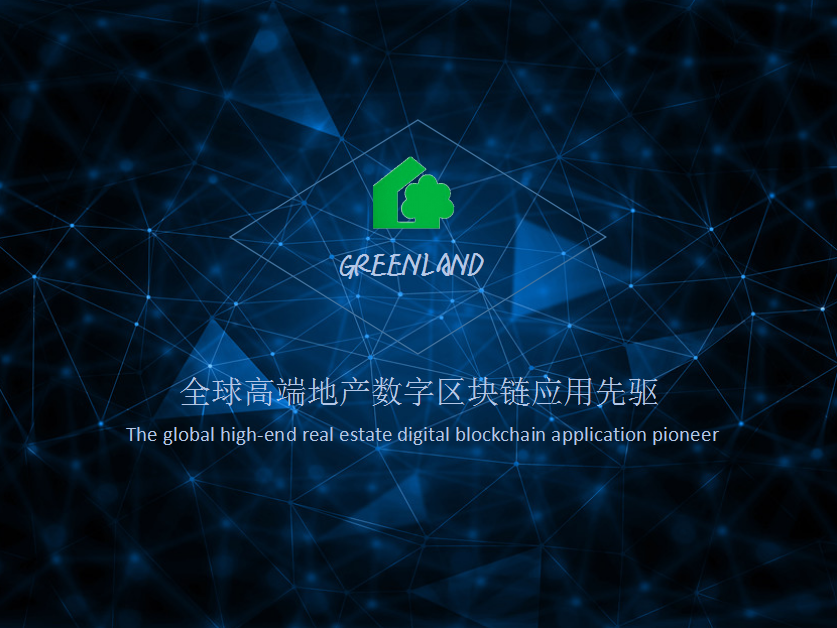 GREENLAND
全球高端地产数字区块链应用先驱
The global high-end real estate digital blockchain application pioneer